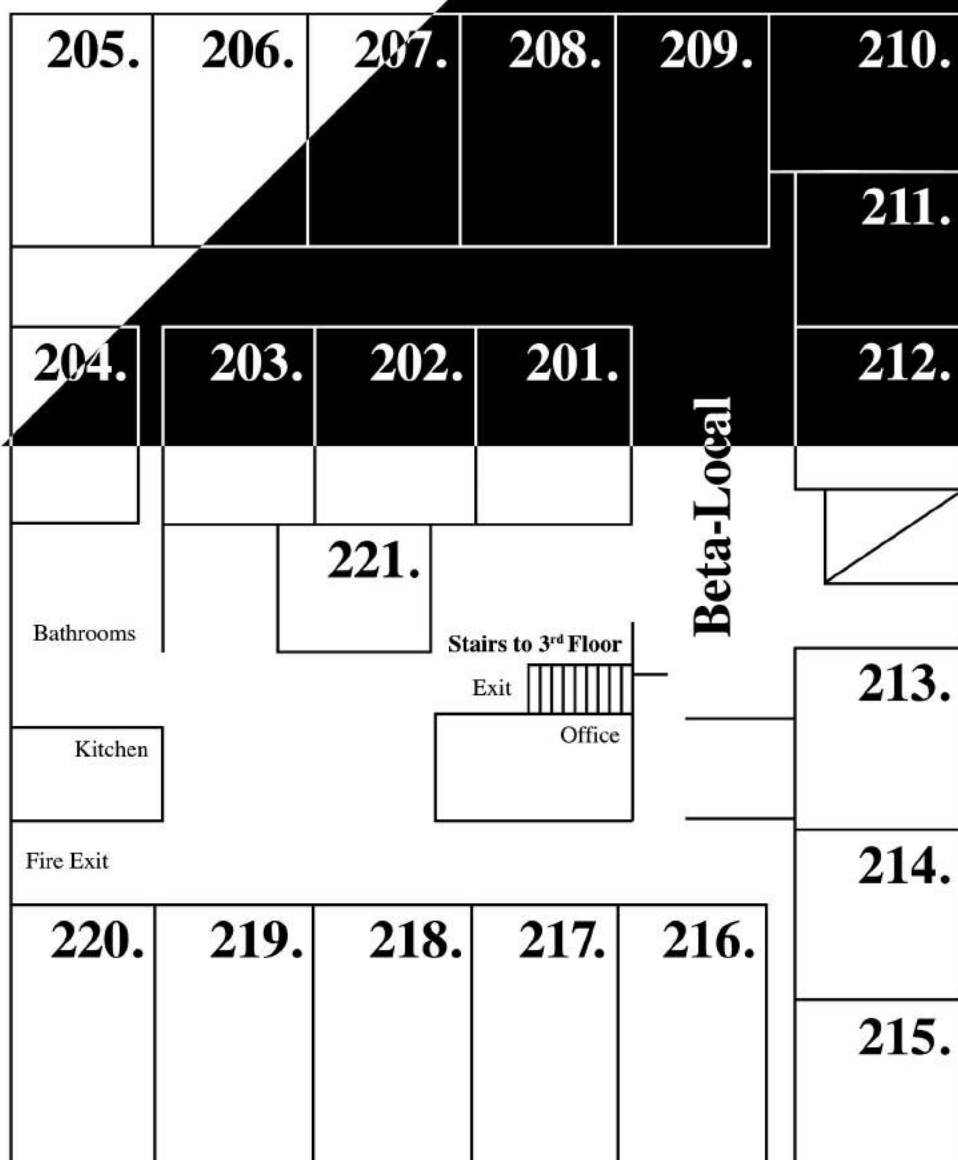 205. 206. 207. 208. 209. 210.
211.
204. 203. 202. 201. 212.
Beta-Local
221.
Bathrooms
Stairs to 3rd Floor
Exit
213.
Office
Kitchen
Fire Exit
214.
220. 219. 218. 217. 216.
215.